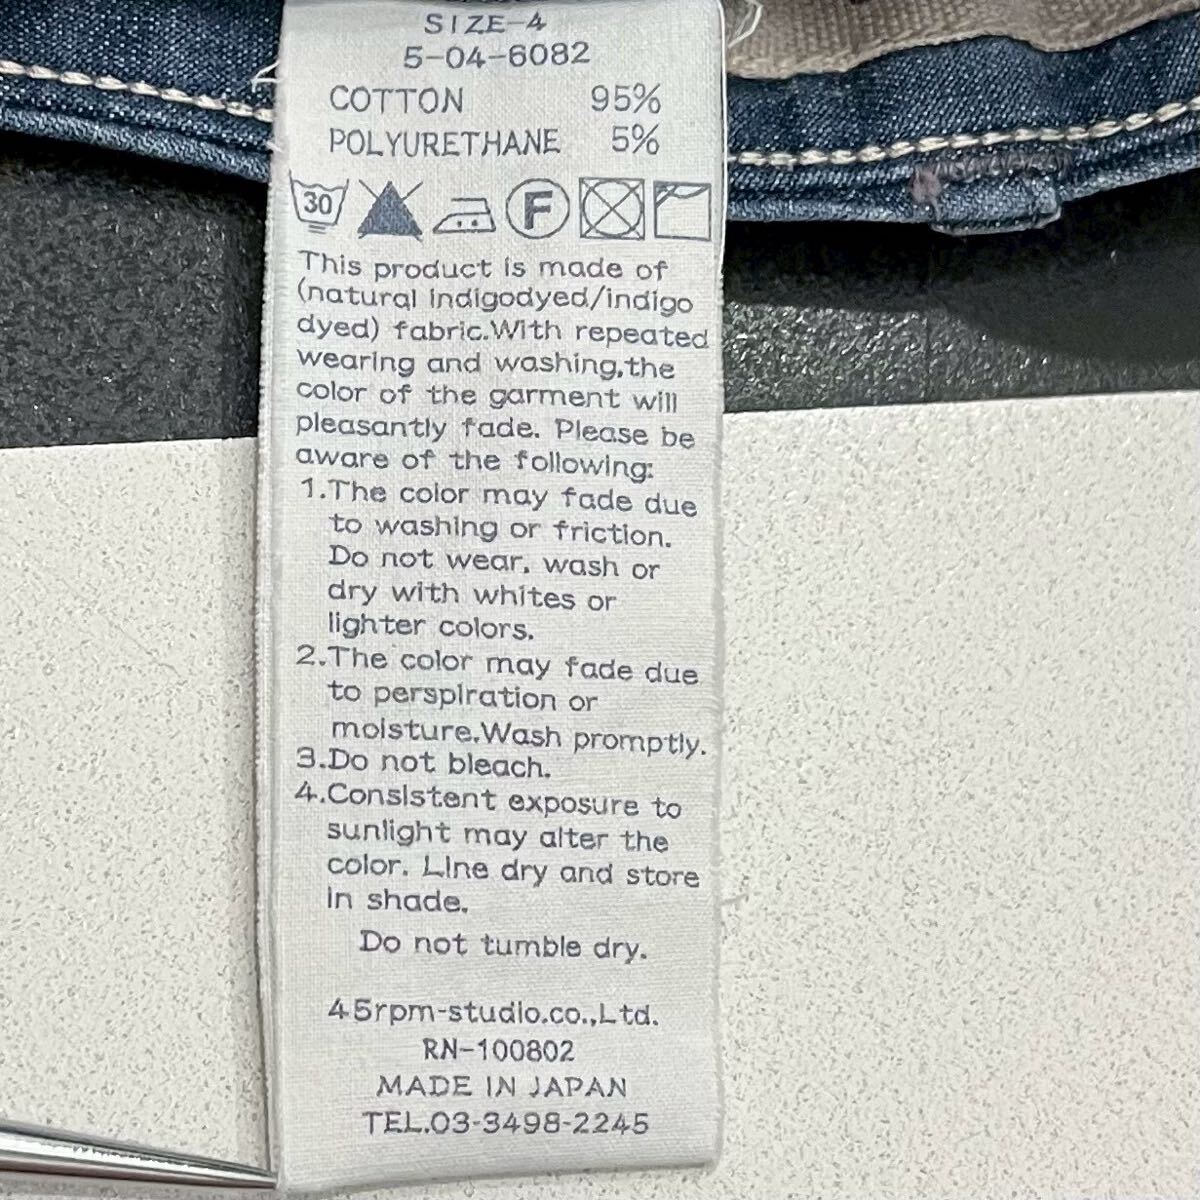 SIZE-4
5-04-6082
COTTON 95%
POLYURETHANE 5%
30 F
This product is made of
(natural indigodyed/indigo
dyed) fabric.With repeated
wearing and washing,the
color of the garment will
pleasantly fade. Please be
aware of the following:
1.The color may fade due
to washing or friction.
Do not wear, wash or
dry with whites or
lighter colors.
2.The color may fade due
to perspiration or
moisture.Wash promptly.
3.Do not bleach.
4.Consistent exposure to
sunlight may alter the
color. Line dry and store
in shade.
Do not tumble dry.
45rpm-studio.co.,Ltd.
RN-100802
MADE IN JAPAN
TEL.03-3498-2245